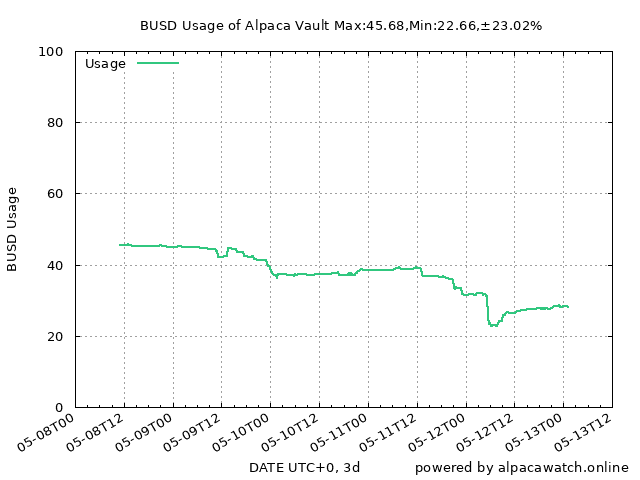 BUSD Usage of Alpaca Vault Max:45.68,Min:22.66,±23.02%
Usage
BUSD Usage
100
80
60
40
20
0
05-08T00
05-08T12
05-09T00
05-09T12
05-10T00
05-10T12
05-11T00
05-11T12
05-12T00
05-12T12
05-13T00
05-13T12
DATE UTC+0, 3d
powered by alpacawatch.online